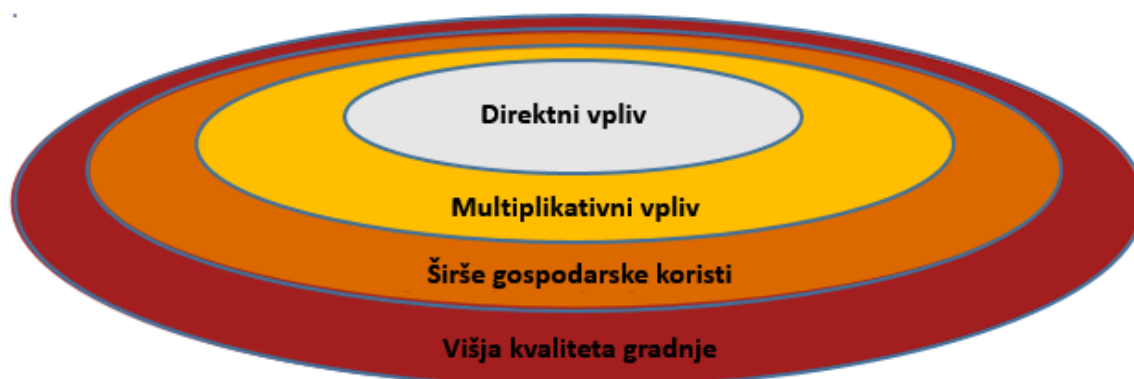 Direktni vpliv
Multiplikativni vpliv
Širše gospodarske koristi
Višja kvaliteta gradnje